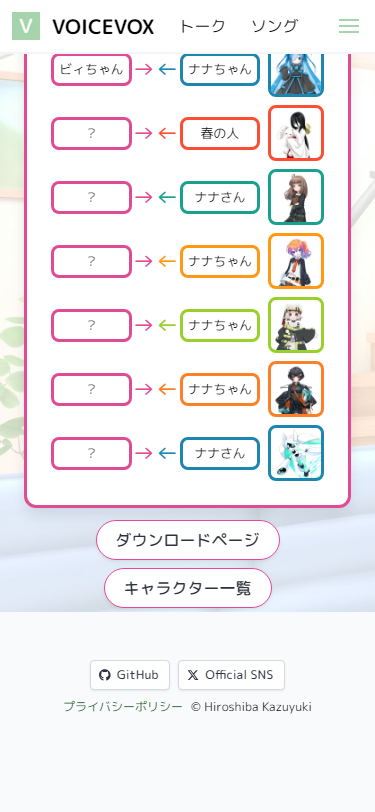 V VOICEVOX トーク ソング
ビィちゃん → ← ナナちゃん
? → ← 春の人
? → ← ナナさん
? → ← ナナちゃん
? → ← ナナちゃん
? → ← ナナちゃん
? → ← ナナさん
ダウンロードページ
キャラクター一覧
GitHub Official SNS
プライバシーポリシー © Hiroshiba Kazuyuki